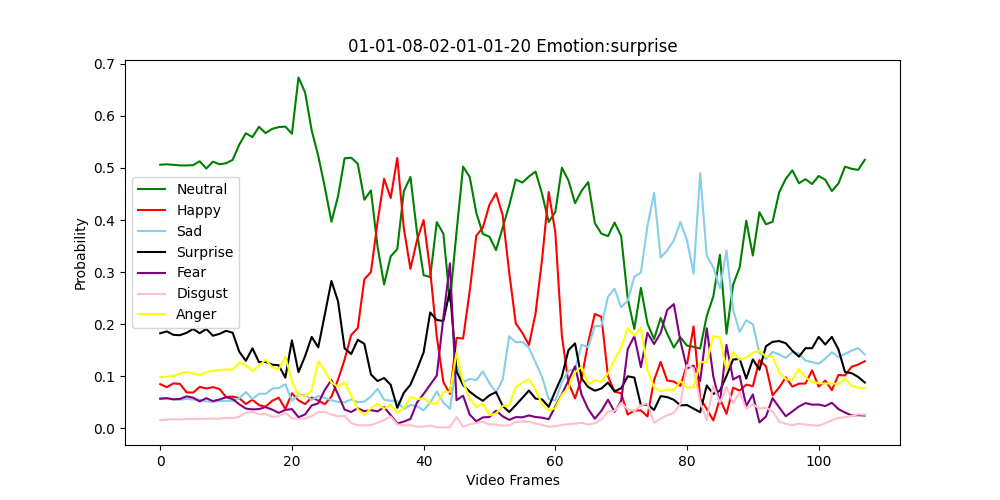 01-01-08-02-01-01-20 Emotion:surprise
Probability
0.7
0.6
0.5
0.4
0.3
0.2
0.1
0.0
Neutral
Happy
Sad
Surprise
Fear
Disgust
Anger
0 20 40 60 80 100
Video Frames